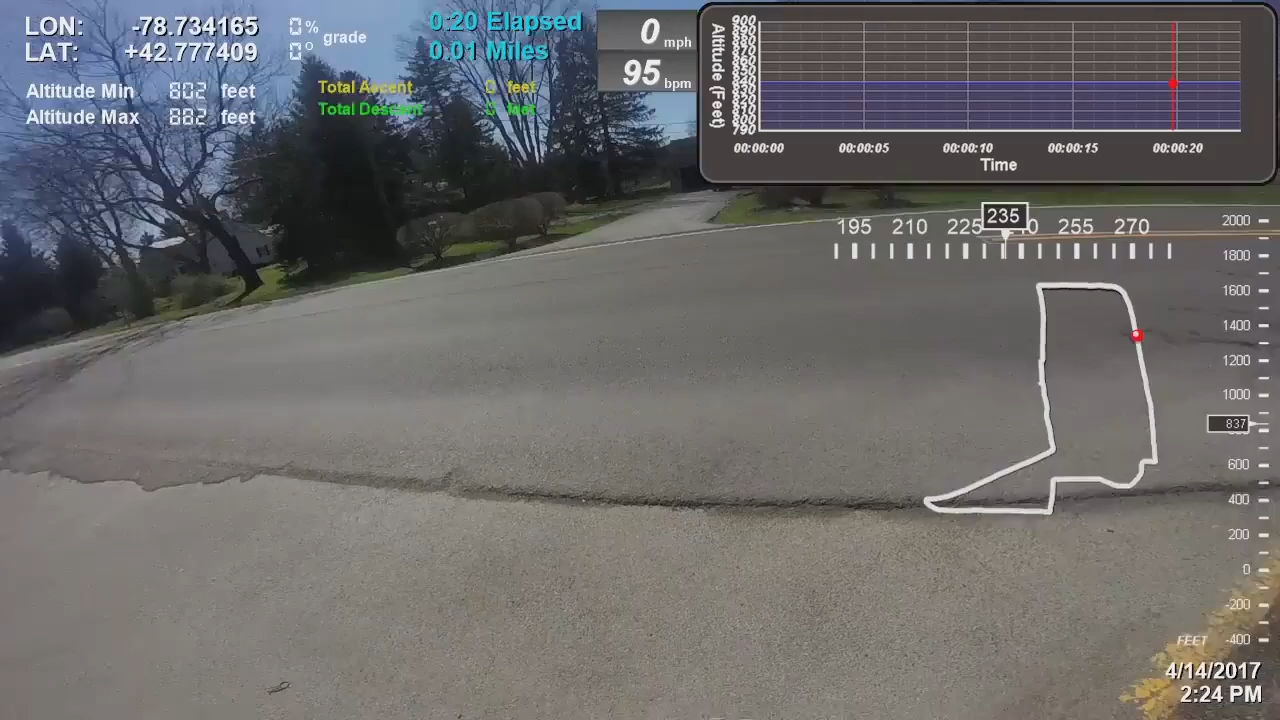 LON: -78.734165
LAT: +42.777409
0% grade
0°
0:20 Elapsed
0.01 Miles
0 mph
95 bpm
Altitude Min 802 feet
Altitude Max 882 feet
Total Ascent 0 feet
Total Descent feet
Altitude (Feet)
900
890
880
870
860
850
840
830
820
810
800
790
00:00:00 00:00:05 00:00:10 00:00:15 00:00:20
Time
195 210 225 235 255 270
2000
1800
1600
1400
1200
1000
837
600
400
200
0
-200
-400
FEET
4/14/2017
2:24 PM